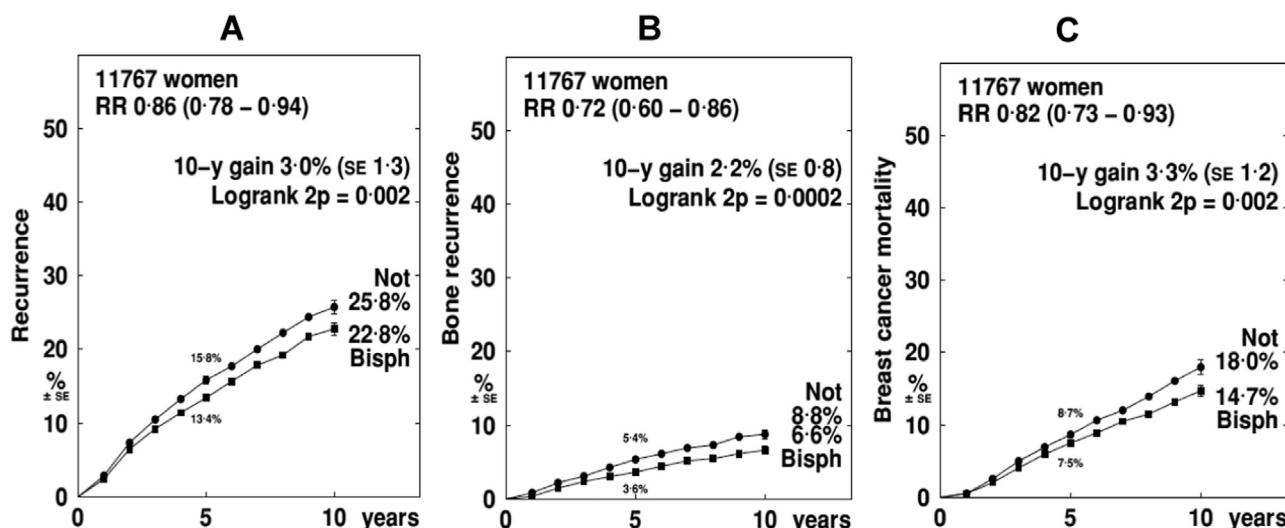 A
11767 women
RR 0·86 (0·78 – 0·94)
10–y gain 3·0% (SE 1·3)
Logrank 2p = 0·002
50
40
30
20
10
0
Recurrence
%
± SE
Not
25·8%
22·8%
Bisph
15·8%
13·4%
0 5 10 years
B
11767 women
RR 0·72 (0·60 – 0·86)
10–y gain 2·2% (SE 0·8)
Logrank 2p = 0·0002
50
40
30
20
10
0
Bone recurrence
%
± SE
Not
8·8%
6·6%
Bisph
5·4%
3·6%
0 5 10 years
C
11767 women
RR 0·82 (0·73 – 0·93)
10–y gain 3·3% (SE 1·2)
Logrank 2p = 0·002
50
40
30
20
10
0
Breast cancer mortality
%
± SE
Not
18·0%
14·7%
Bisph
8·7%
7·5%
0 5 10 years